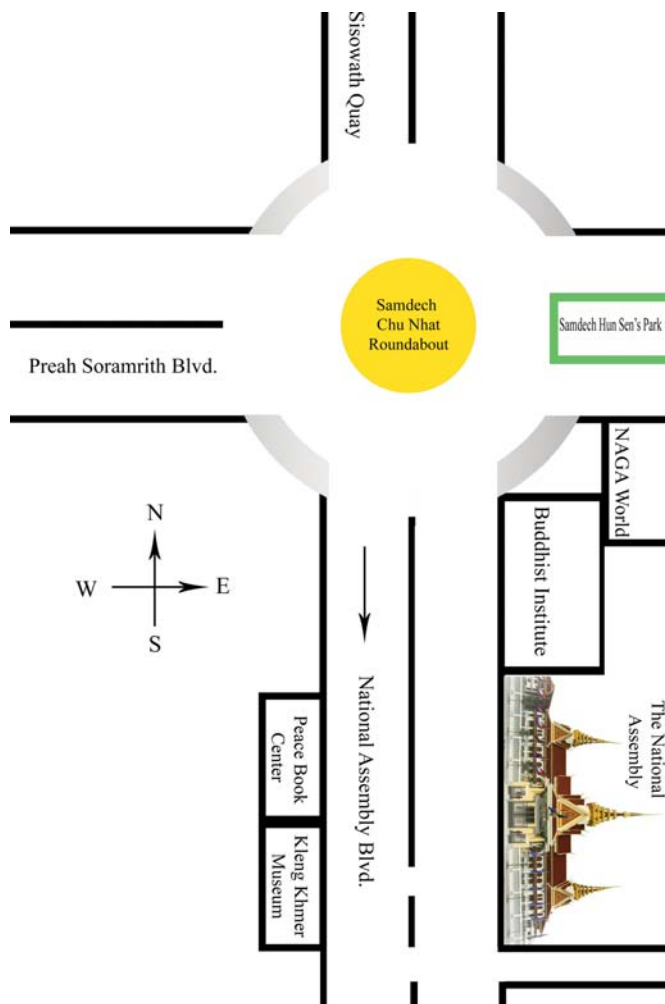 Sisowath Quay
Samdech
Chu Nhat
Roundabout
Samdech Hun Sen's Park
Preah Soramrith Blvd.
NAGA World
Buddhist Institute
N
W
E
S
National Assembly Blvd.
The National
Assembly
Peace Book
Center
Kleng Khmer
Museum